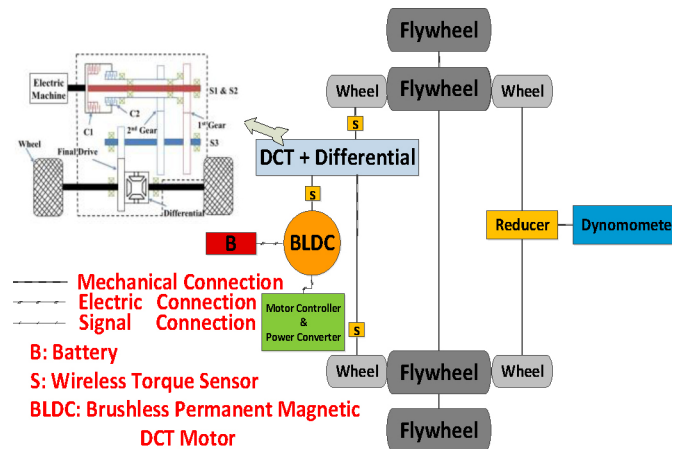 Flywheel
Electric
Machine
S1 & S2
C1
C2
2nd Gear
1st Gear
S3
Final Drive
Wheel
Differential
Wheel
Flywheel
Wheel
S
DCT + Differential
S
B
BLDC
Reducer
Dynomomete
Mechanical Connection
Electric Connection
Signal Connection
Motor Controller
&
Power Converter
S
B: Battery
S: Wireless Torque Sensor
BLDC: Brushless Permanent Magnetic
DCT Motor
Wheel
Flywheel
Wheel
Flywheel